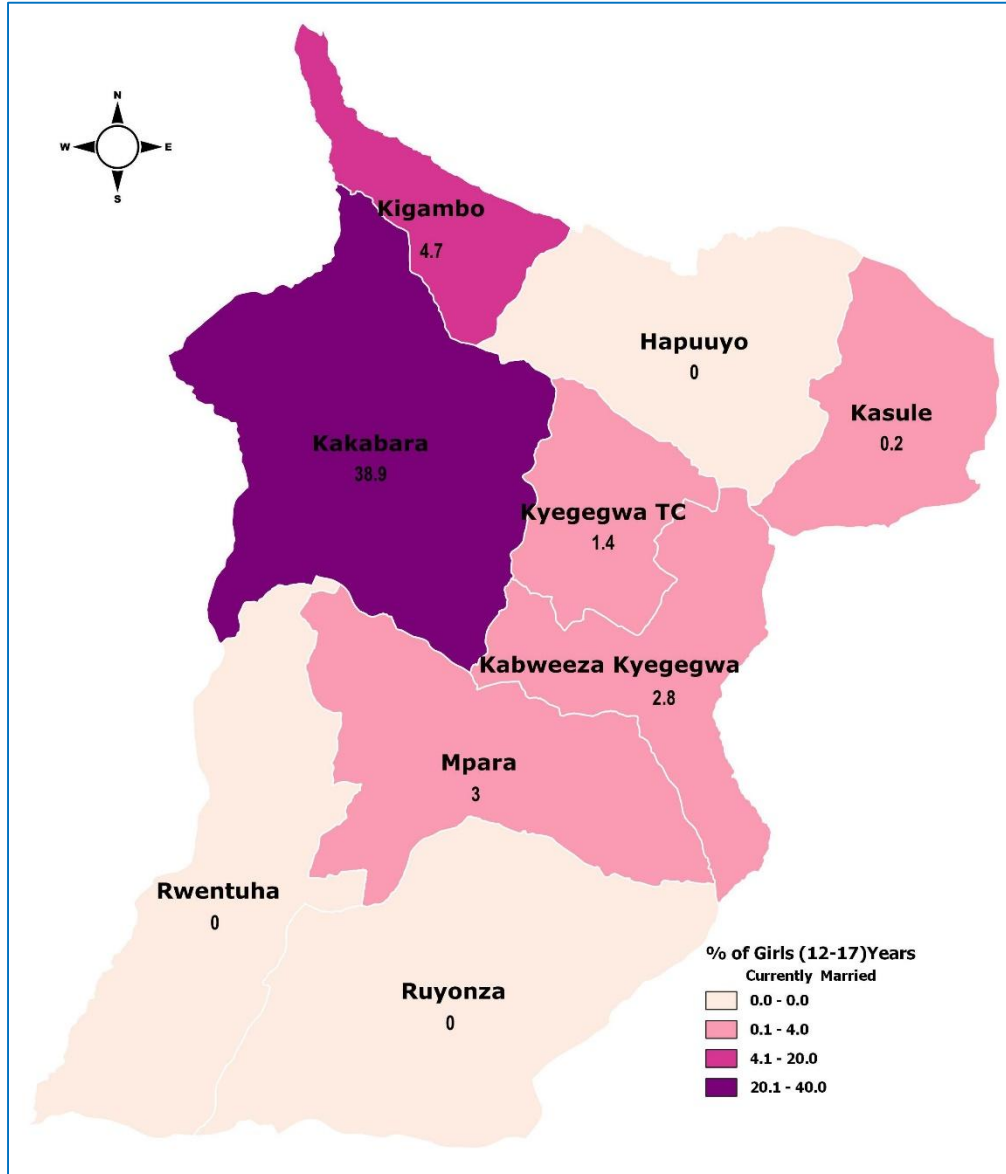 N
W E
S
Kigambo
4.7
Hapuuyo
0
Kasule
0.2
Kakabara
38.9
Kyegegwa TC
1.4
Kabweeza Kyegegwa
2.8
Mpara
3
Rwentuha
0
Ruyonza
0
% of Girls (12-17)Years
Currently Married
0.0 - 0.0
0.1 - 4.0
4.1 - 20.0
20.1 - 40.0